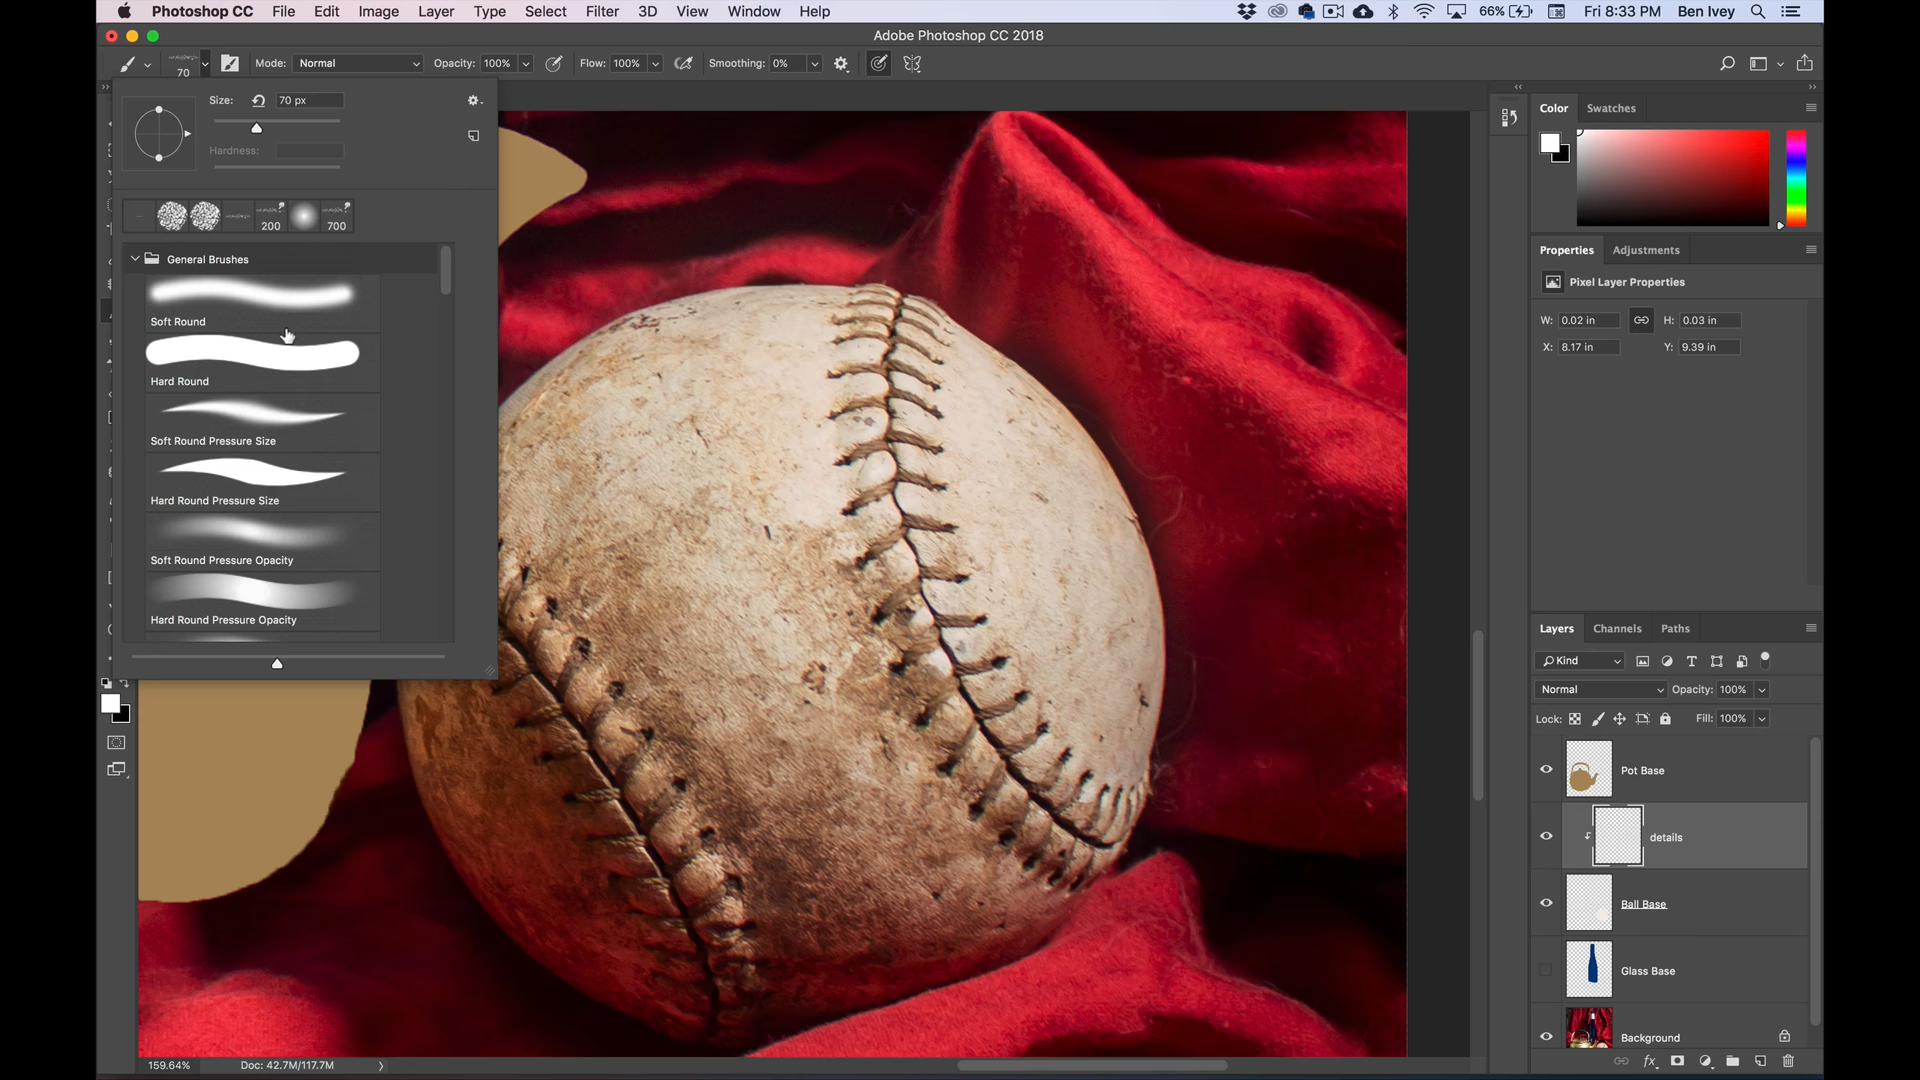 Photoshop CC File Edit Image Layer Type Select Filter 3D View Window Help 66% Fri 8:33 PM Ben Ivey
Adobe Photoshop CC 2018
70 Mode: Normal Opacity: 100% Flow: 100% Smoothing: 0%
Size: 70 px
Hardness:
200 700
General Brushes
Soft Round
Hard Round
Soft Round Pressure Size
Hard Round Pressure Size
Soft Round Pressure Opacity
Hard Round Pressure Opacity
Color Swatches
Properties Adjustments
Pixel Layer Properties
W: 0.02 in H: 0.03 in
X: 8.17 in Y: 9.39 in
Layers Channels Paths
Kind
Normal Opacity: 100%
Lock: Fill: 100%
Pot Base
details
Ball Base
Glass Base
Background
fx
159.64% Doc: 42.7M/117.7M